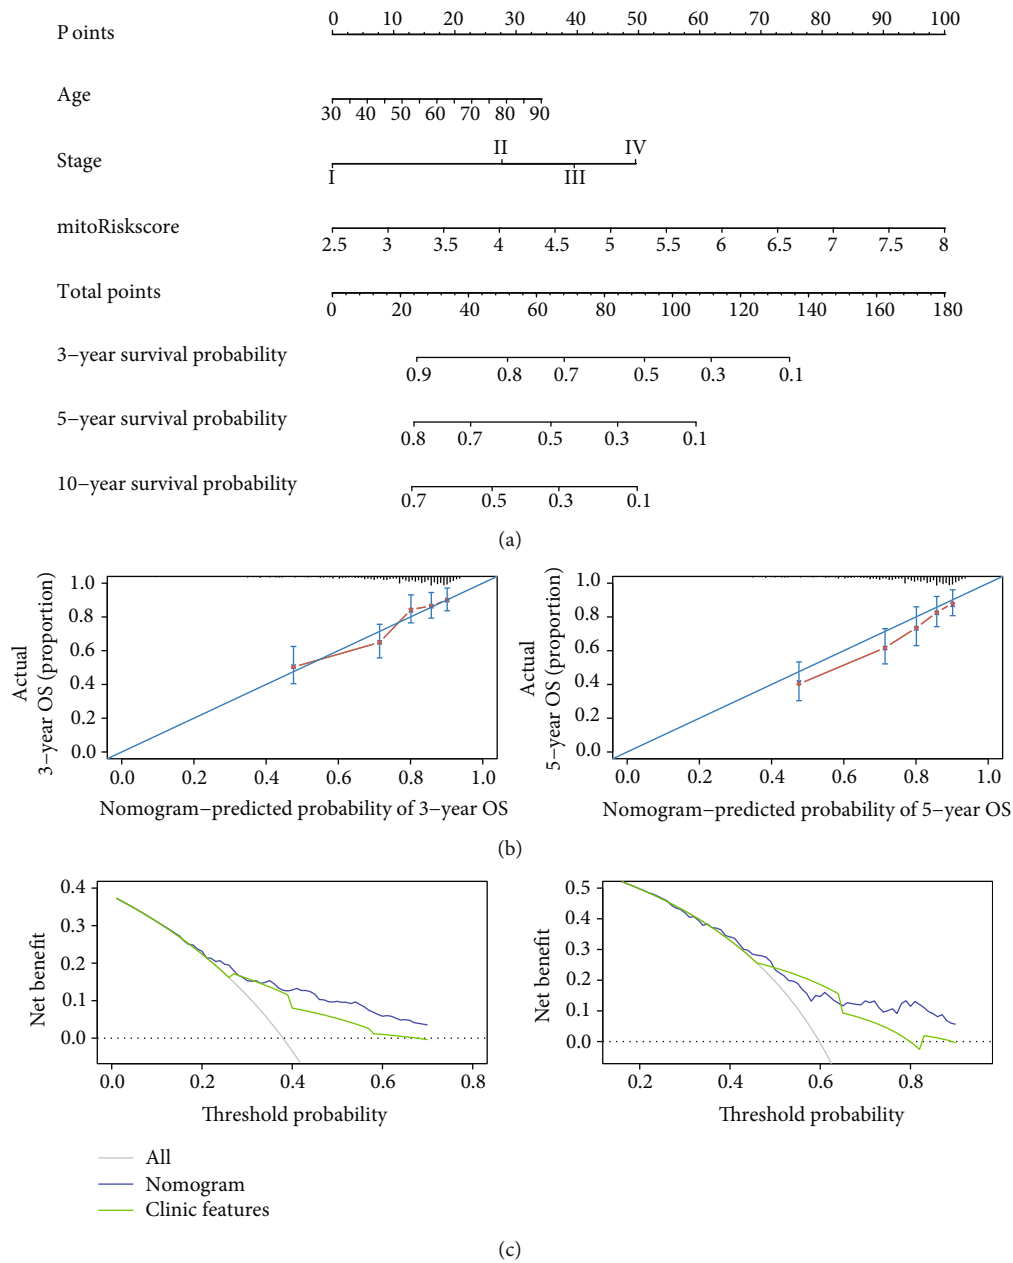 Points
0 10 20 30 40 50 60 70 80 90 100
Age
30 40 50 60 70 80 90
Stage
II IV
I III
mitoRiskscore
2.5 3 3.5 4 4.5 5 5.5 6 6.5 7 7.5 8
Total points
0 20 40 60 80 100 120 140 160 180
3−year survival probability
0.9 0.8 0.7 0.5 0.3 0.1
5−year survival probability
0.8 0.7 0.5 0.3 0.1
10−year survival probability
0.7 0.5 0.3 0.1
(a)
Actual
3−year OS (proportion)
1.0
0.8
0.6
0.4
0.2
0.0
0.0 0.2 0.4 0.6 0.8 1.0
Nomogram−predicted probability of 3−year OS
Actual
5−year OS (proportion)
1.0
0.8
0.6
0.4
0.2
0.0
0.0 0.2 0.4 0.6 0.8 1.0
Nomogram−predicted probability of 5−year OS
(b)
Net benefit
0.4
0.3
0.2
0.1
0.0
0.0 0.2 0.4 0.6 0.8
Threshold probability
Net benefit
0.5
0.4
0.3
0.2
0.1
0.0
0.2 0.4 0.6 0.8
Threshold probability
All
Nomogram
Clinic features
(c)